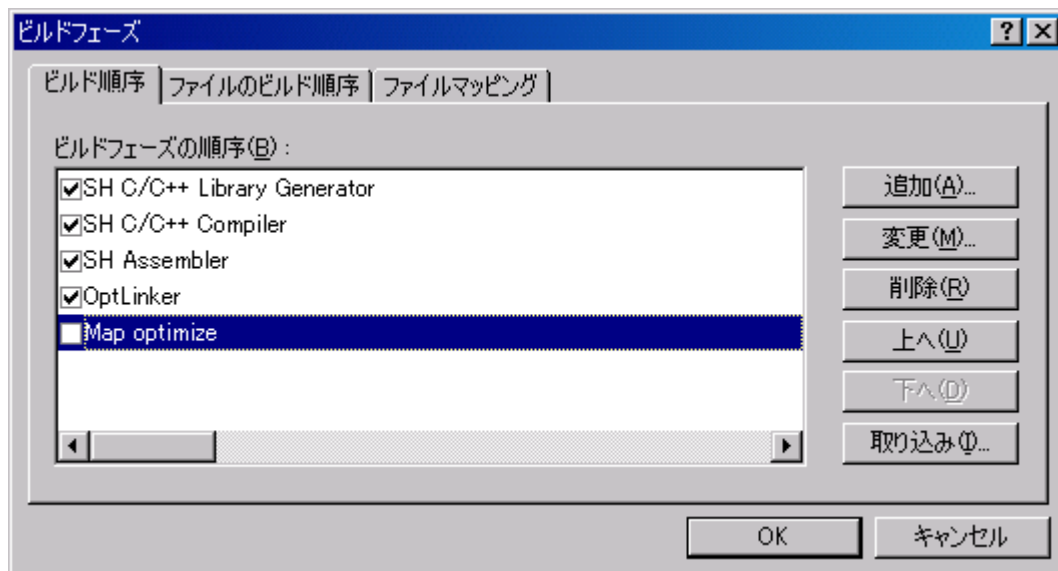 ビルドフェーズ
ビルド順序 ファイルのビルド順序 ファイルマッピング
ビルドフェーズの順序(B) :
SH C/C++ Library Generator
SH C/C++ Compiler
SH Assembler
OptLinker
Map optimize
追加(A)...
変更(M)...
削除(R)
上へ(U)
下へ(D)
取り込み(I)...
OK キャンセル